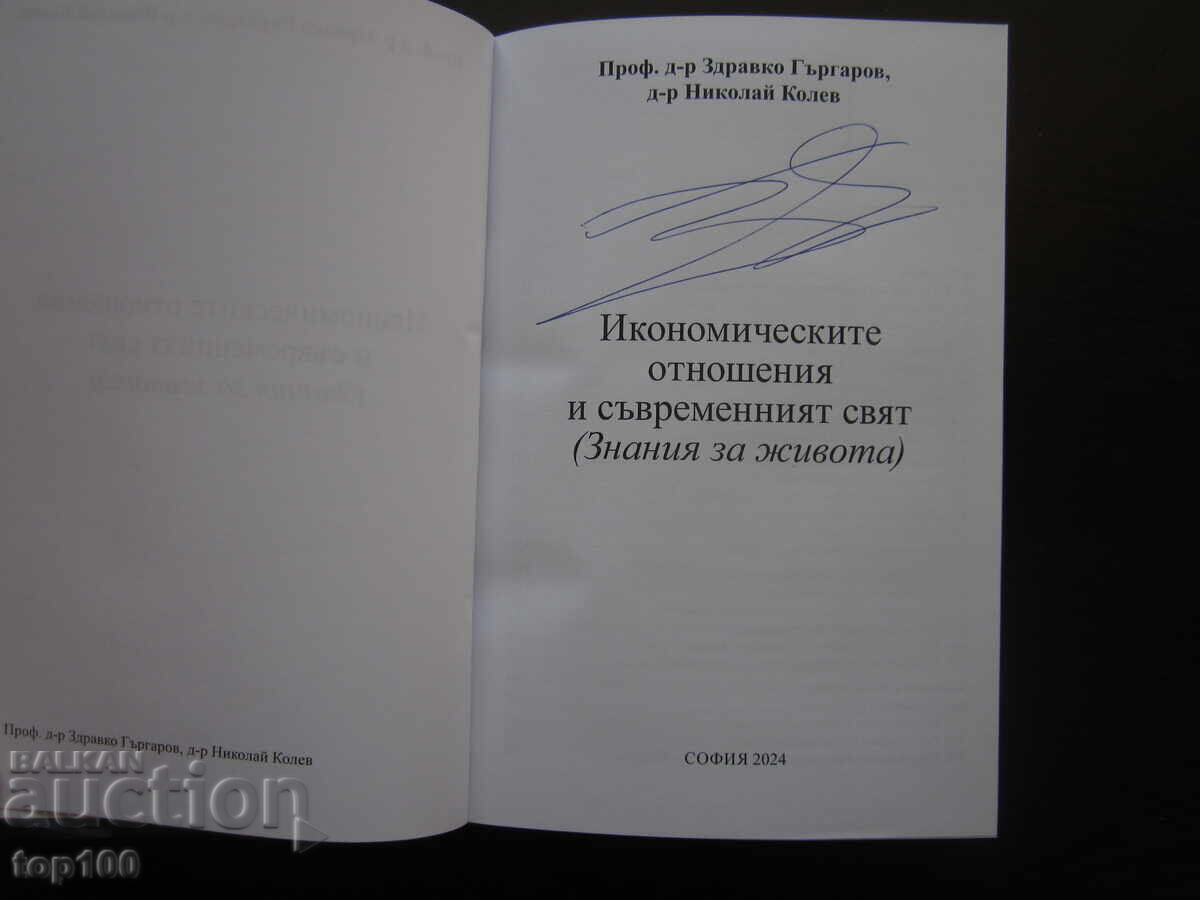 Проф. д-р Здравко Гъргаров, д-р Николай Колев
Проф. д-р Здравко Гъргаров,
д-р Николай Колев
Икономическите
отношения
и съвременният свят
(Знания за живота)
СОФИЯ 2024
BALKAN
auction
top100